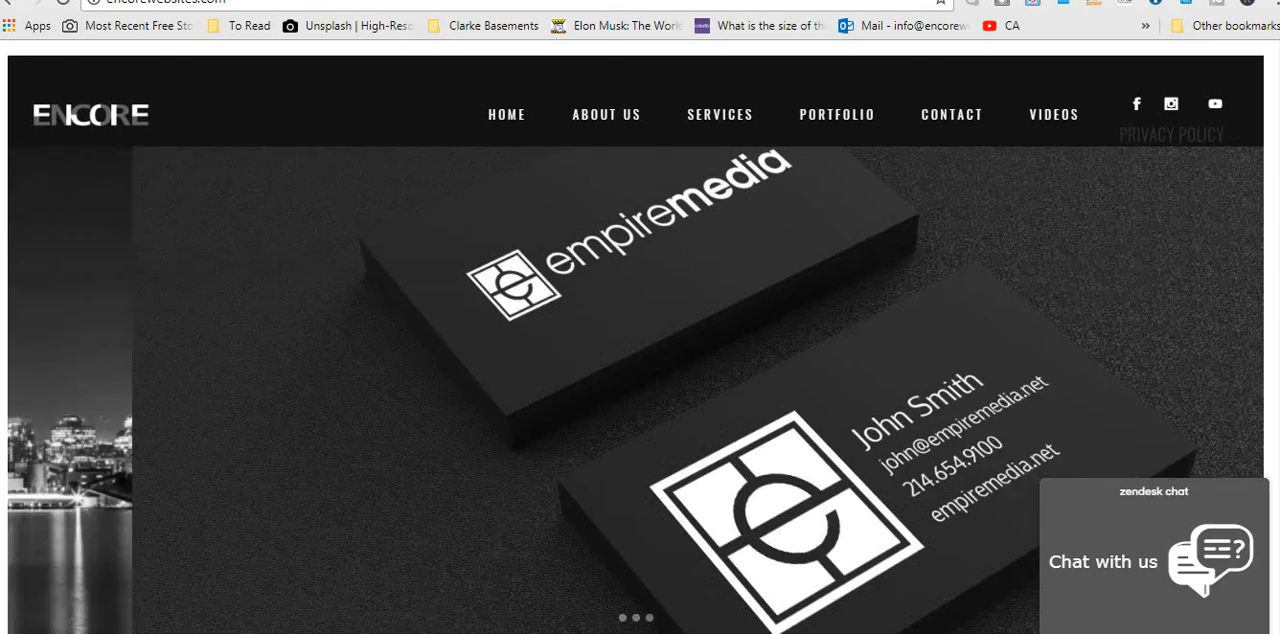 encorewebsites.com
Apps Most Recent Free Sto To Read Unsplash | High-Reso Clarke Basements Elon Musk: The Worl What is the size of th Mail - info@encorew CA » Other bookmarks
ENCORE
HOME ABOUT US SERVICES PORTFOLIO CONTACT VIDEOS
PRIVACY POLICY
empiremedia
John Smith
john@empiremedia.net
214.654.9100
empiremedia.net
zendesk chat
Chat with us